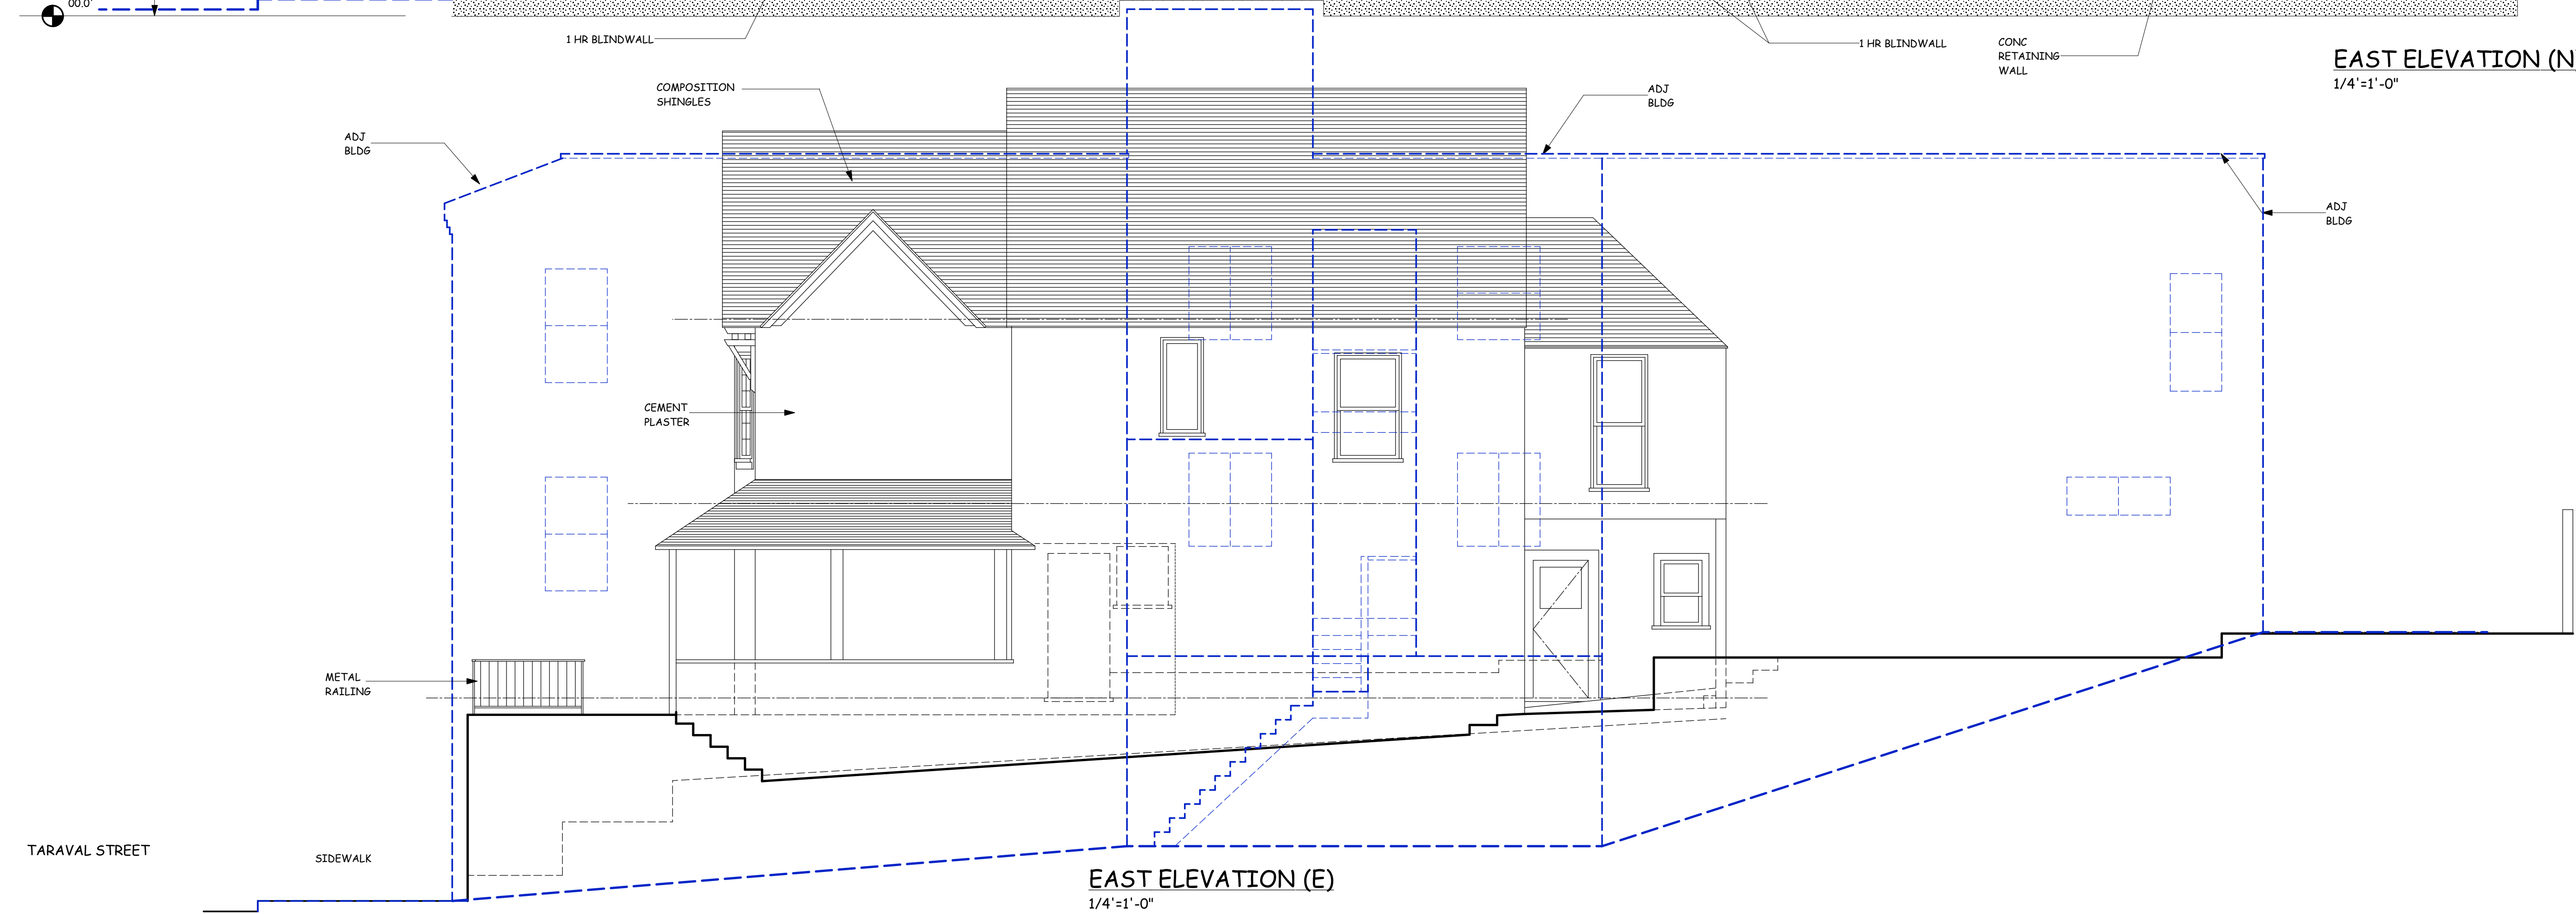 00.0'
1 HR BLINDWALL
1 HR BLINDWALL
CONC
RETAINING
WALL
EAST ELEVATION (N
1/4'=1'-0"
COMPOSITION
SHINGLES
ADJ
BLDG
ADJ
BLDG
ADJ
BLDG
CEMENT
PLASTER
METAL
RAILING
TARAVAL STREET
SIDEWALK
EAST ELEVATION (E)
1/4'=1'-0"